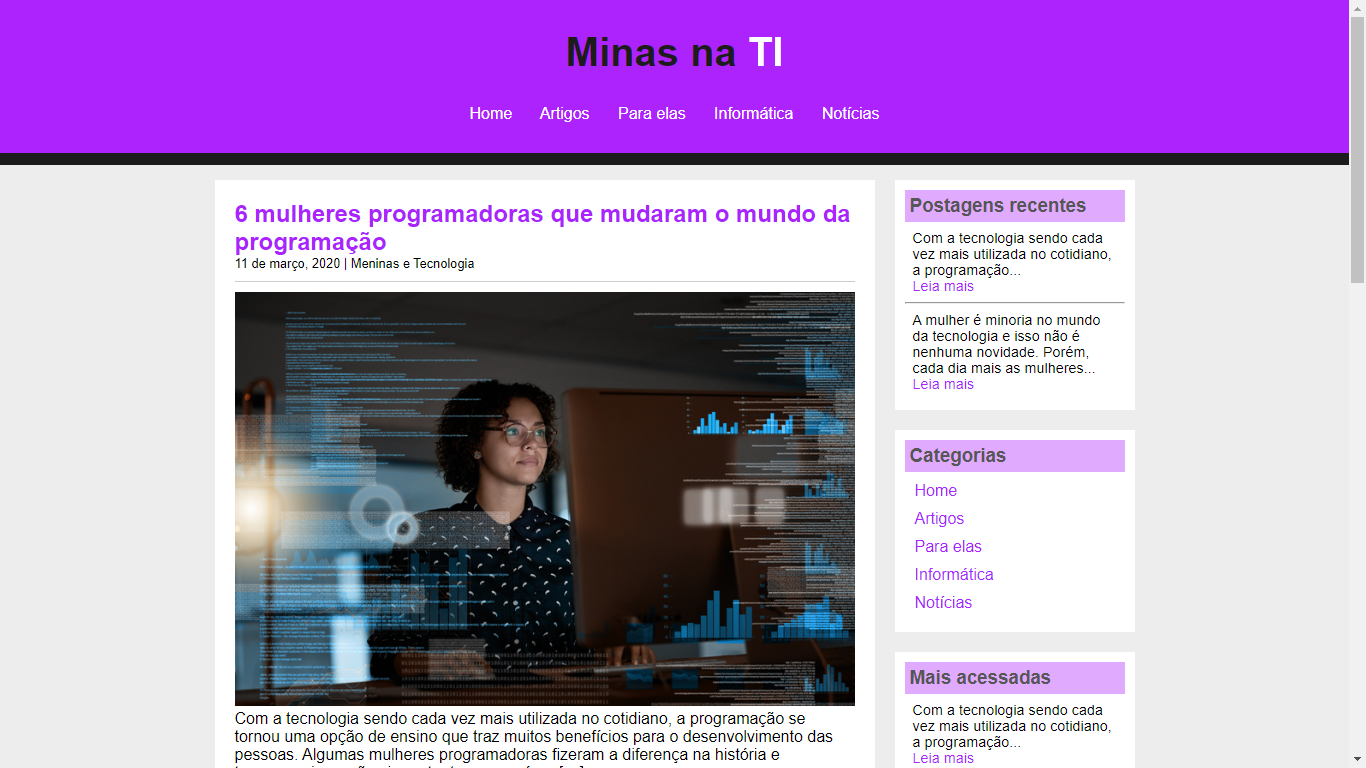 Minas na TI
Home Artigos Para elas Informática Notícias
6 mulheres programadoras que mudaram o mundo da
programação
11 de março, 2020 | Meninas e Tecnologia
Com a tecnologia sendo cada vez mais utilizada no cotidiano, a programação se
tornou uma opção de ensino que traz muitos benefícios para o desenvolvimento das
pessoas. Algumas mulheres programadoras fizeram a diferença na história e
Postagens recentes
Com a tecnologia sendo cada
vez mais utilizada no cotidiano,
a programação...
Leia mais
A mulher é minoria no mundo
da tecnologia e isso não é
nenhuma novidade. Porém,
cada dia mais as mulheres...
Leia mais
Categorias
Home
Artigos
Para elas
Informática
Notícias
Mais acessadas
Com a tecnologia sendo cada
vez mais utilizada no cotidiano,
a programação...
Leia mais